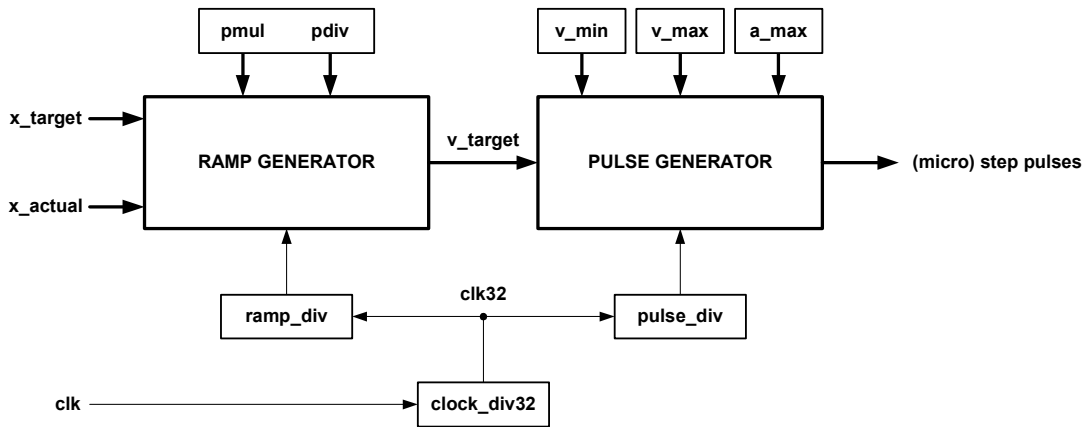 pmul pdiv
v_min
v_max
a_max
x_target
x_actual
RAMP GENERATOR
v_target
PULSE GENERATOR
(micro) step pulses
clk32
ramp_div
pulse_div
clk
clock_div32